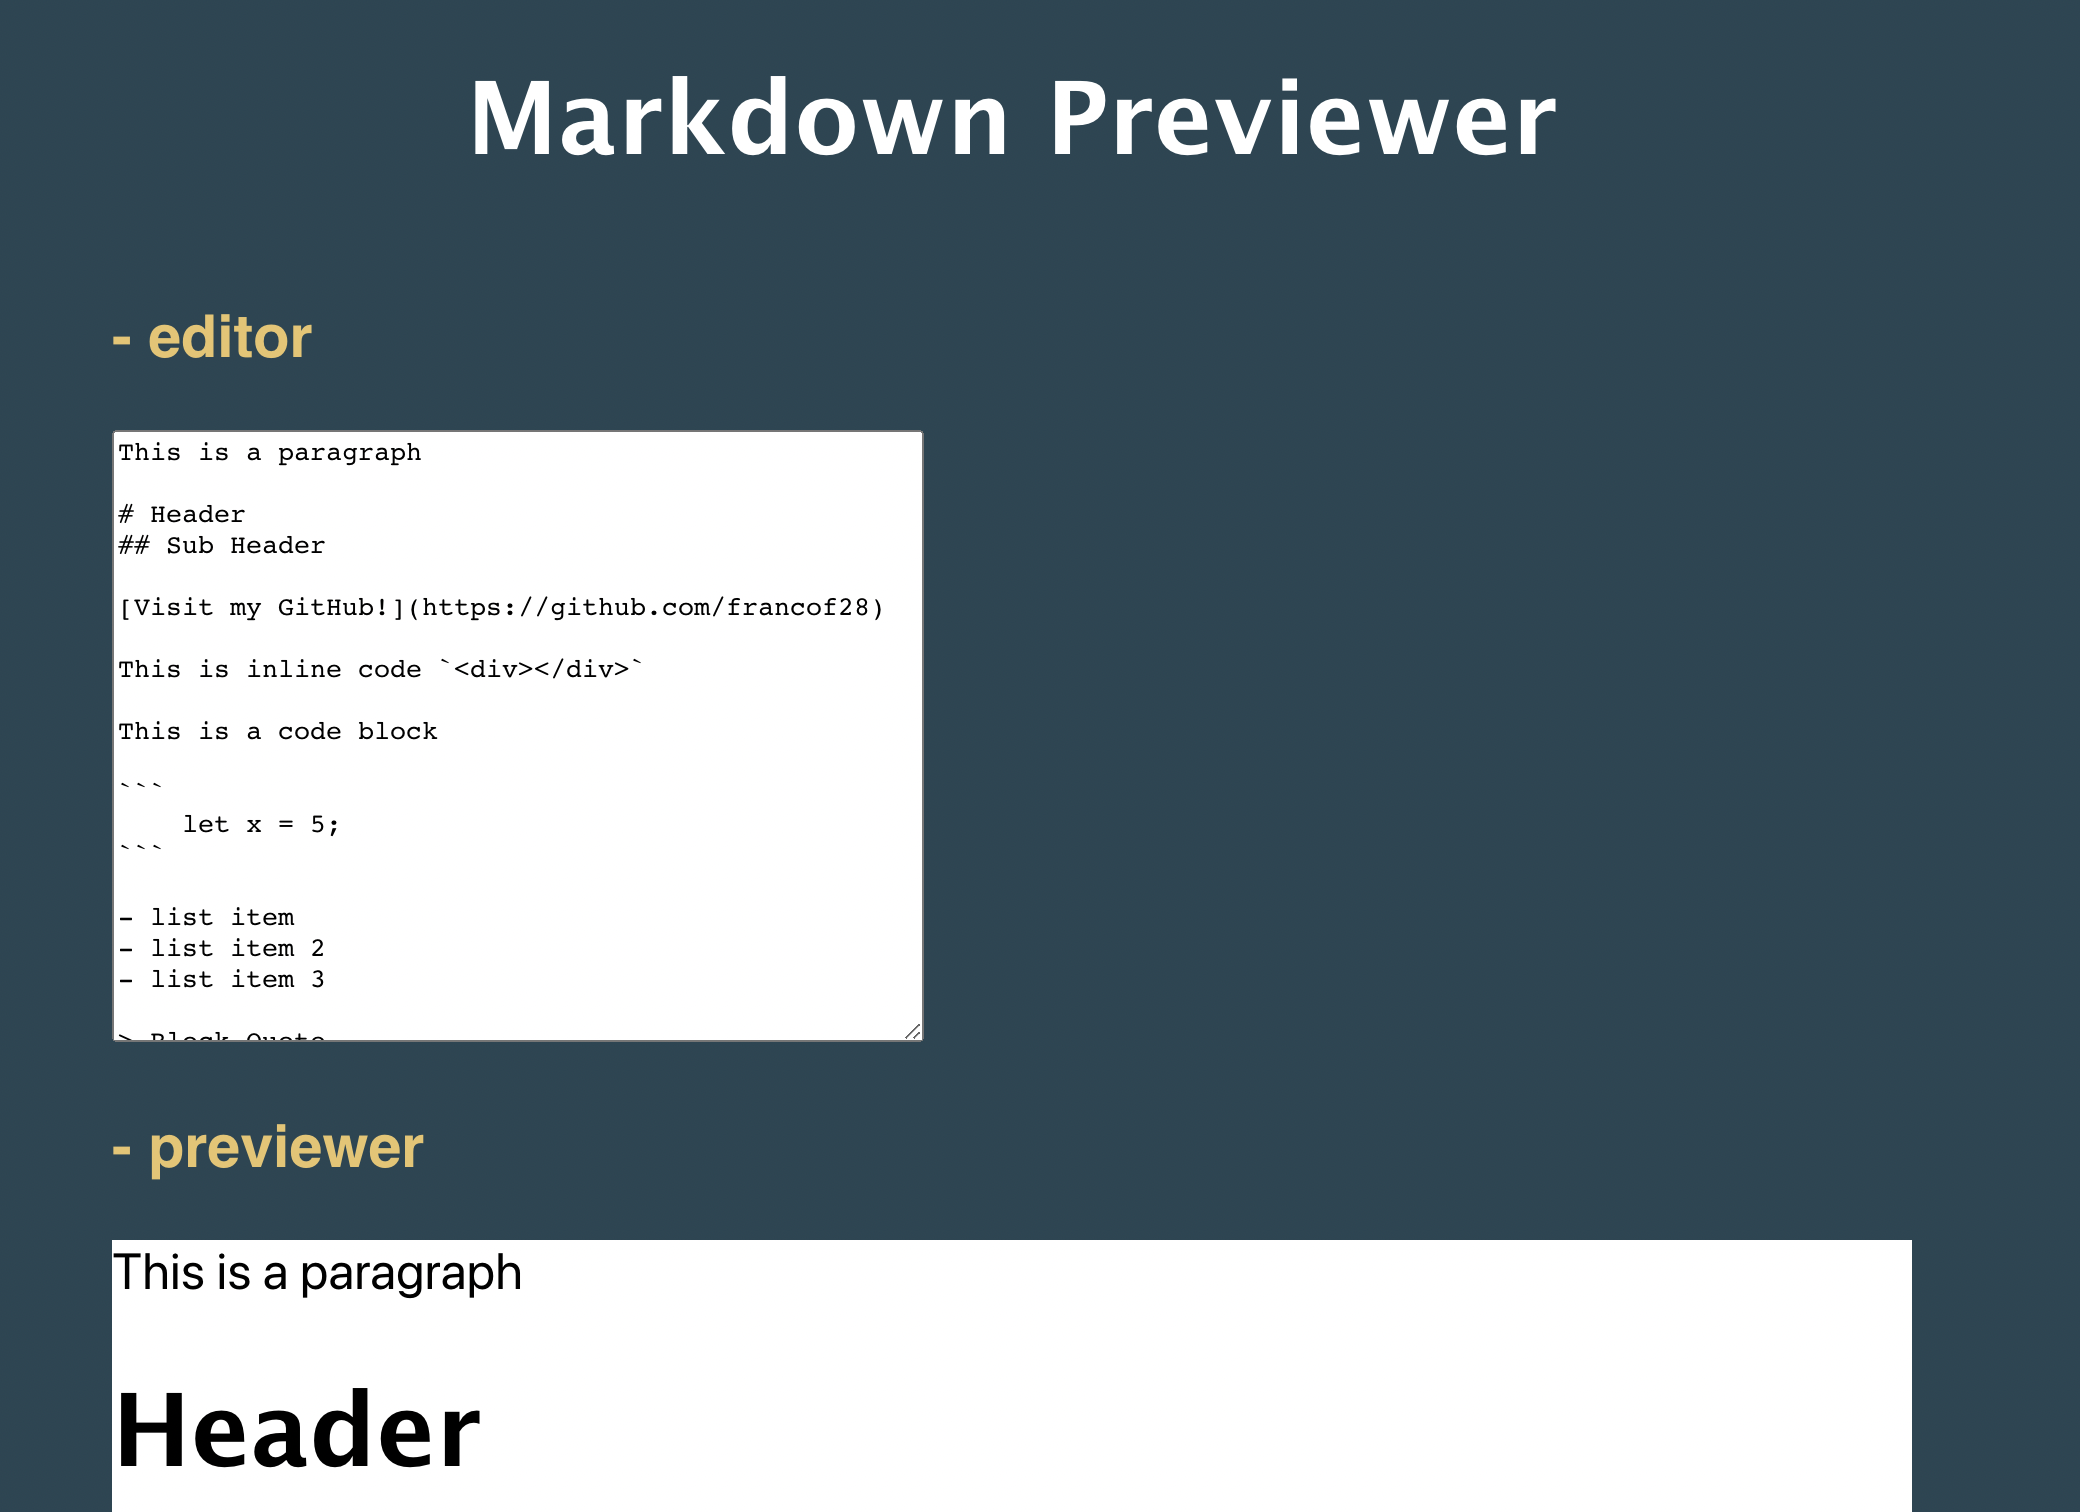 Markdown Previewer
- editor
This is a paragraph
# Header
## Sub Header
[Visit my GitHub!](https://github.com/francof28)
This is inline code `<div></div>`
This is a code block
```
    let x = 5;
```
- list item
- list item 2
- list item 3
> Block Quote
- previewer
This is a paragraph
Header